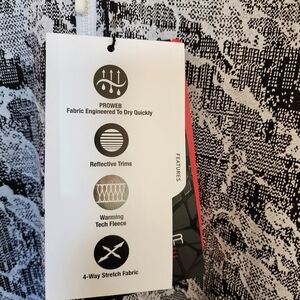 PROWEB
Fabric Engineered To Dry Quickly
Reflective Trims
Warming
Tech Fleece
4-Way Stretch Fabric
FEATURES